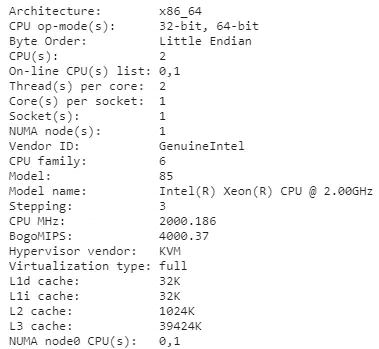 Architecture: x86_64
CPU op-mode(s): 32-bit, 64-bit
Byte Order: Little Endian
CPU(s): 2
On-line CPU(s) list: 0,1
Thread(s) per core: 2
Core(s) per socket: 1
Socket(s): 1
NUMA node(s): 1
Vendor ID: GenuineIntel
CPU family: 6
Model: 85
Model name: Intel(R) Xeon(R) CPU @ 2.00GHz
Stepping: 3
CPU MHz: 2000.186
BogoMIPS: 4000.37
Hypervisor vendor: KVM
Virtualization type: full
L1d cache: 32K
L1i cache: 32K
L2 cache: 1024K
L3 cache: 39424K
NUMA node0 CPU(s): 0,1